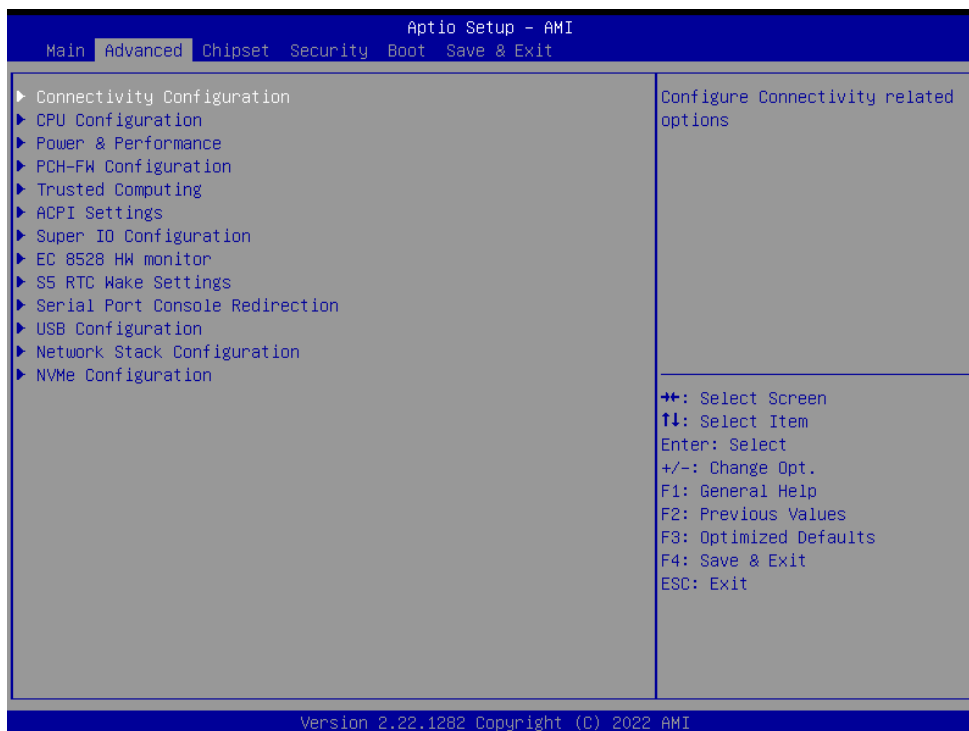 Aptio Setup – AMI
Main Advanced Chipset Security Boot Save & Exit
Connectivity Configuration
CPU Configuration
Power & Performance
PCH-FW Configuration
Trusted Computing
ACPI Settings
Super IO Configuration
EC 8528 HW monitor
S5 RTC Wake Settings
Serial Port Console Redirection
USB Configuration
Network Stack Configuration
NVMe Configuration
Configure Connectivity related
options
→←: Select Screen
↑↓: Select Item
Enter: Select
+/-: Change Opt.
F1: General Help
F2: Previous Values
F3: Optimized Defaults
F4: Save & Exit
ESC: Exit
Version 2.22.1282 Copyright (C) 2022 AMI